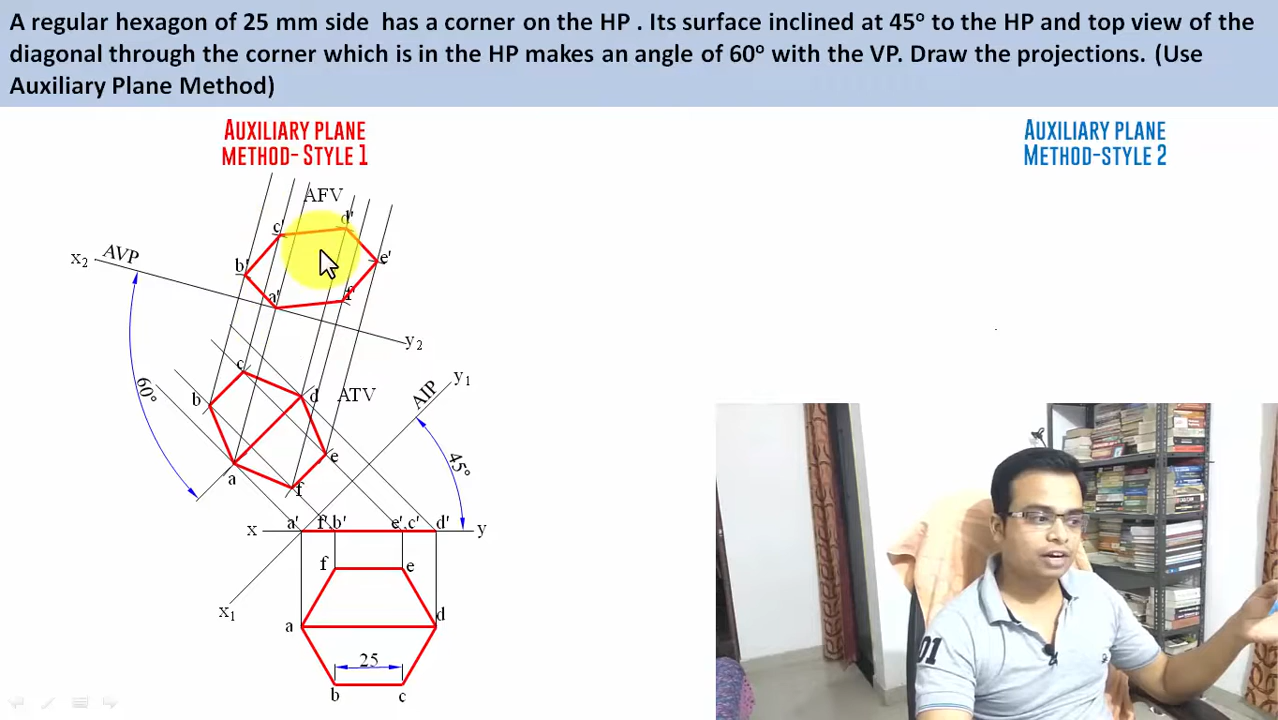 A regular hexagon of 25 mm side has a corner on the HP . Its surface inclined at 45º to the HP and top view of the
diagonal through the corner which is in the HP makes an angle of 60º with the VP. Draw the projections. (Use
Auxiliary Plane Method)
AUXILIARY PLANE
METHOD- STYLE 1
AUXILIARY PLANE
METHOD-STYLE 2
AFV
c' d'
x₂ AVP b' e'
a' f'
y₂
c
60° b d ATV AIP y₁
a e 45°
f
x a' f' b' e' c' d' y
f e
x₁
a d
25
b c
01